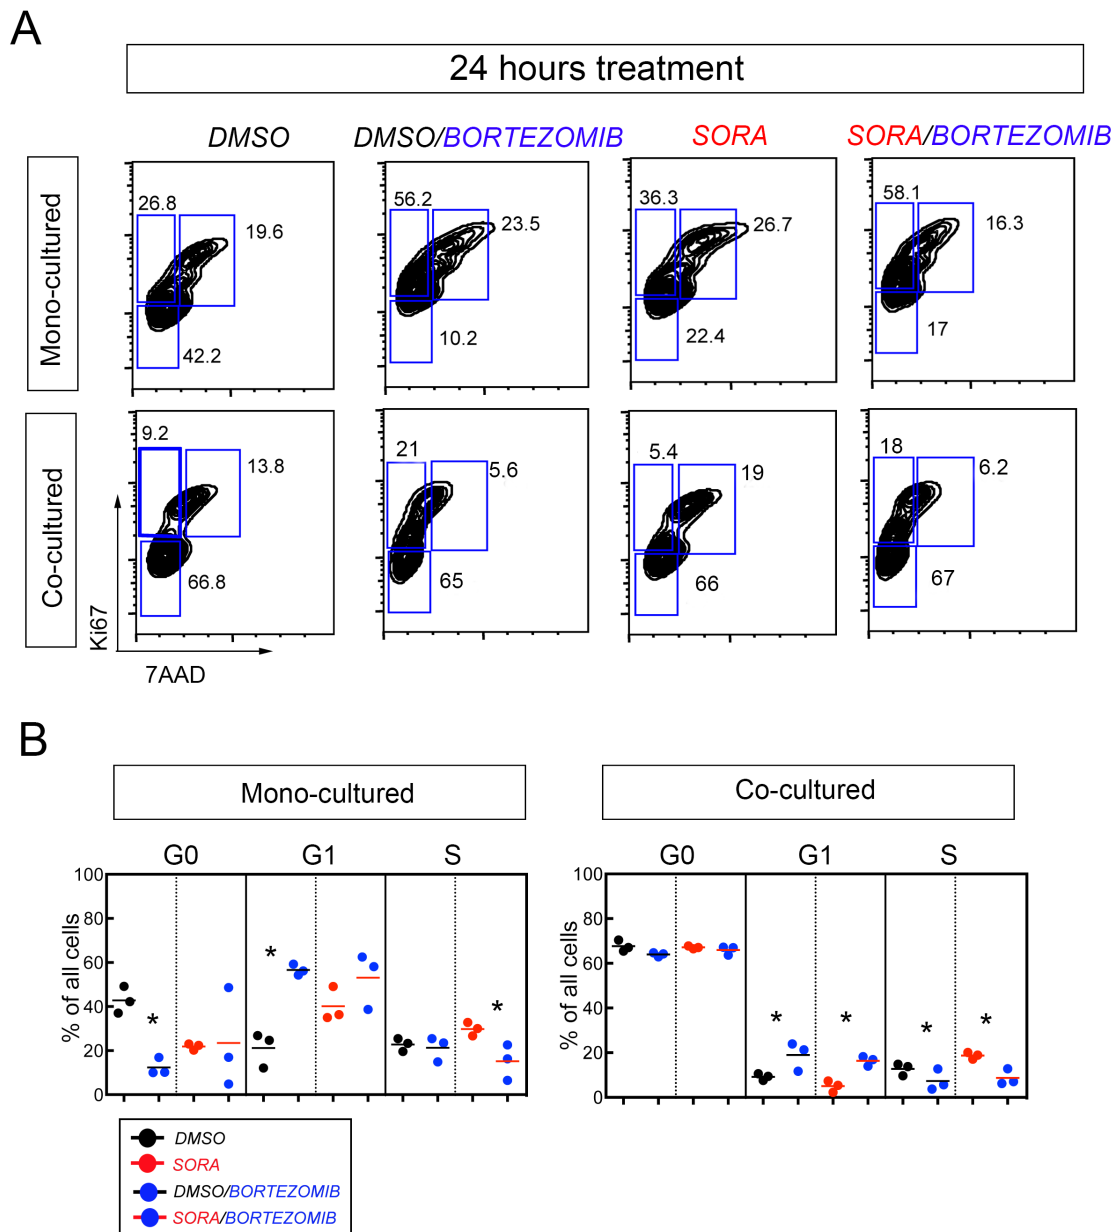 A
24 hours treatment
DMSO
DMSO/BORTEZOMIB
SORA
SORA/BORTEZOMIB
Mono-cultured
26.8
19.6
42.2
56.2
23.5
10.2
36.3
26.7
22.4
58.1
16.3
17
Co-cultured
9.2
13.8
66.8
21
5.6
65
5.4
19
66
18
6.2
67
Ki67
7AAD
B
Mono-cultured
G0 G1 S
% of all cells
100
80
60
40
20
0
*
*
*
Co-cultured
G0 G1 S
% of all cells
100
80
60
40
20
0
*
*
*
*
DMSO
SORA
DMSO/BORTEZOMIB
SORA/BORTEZOMIB